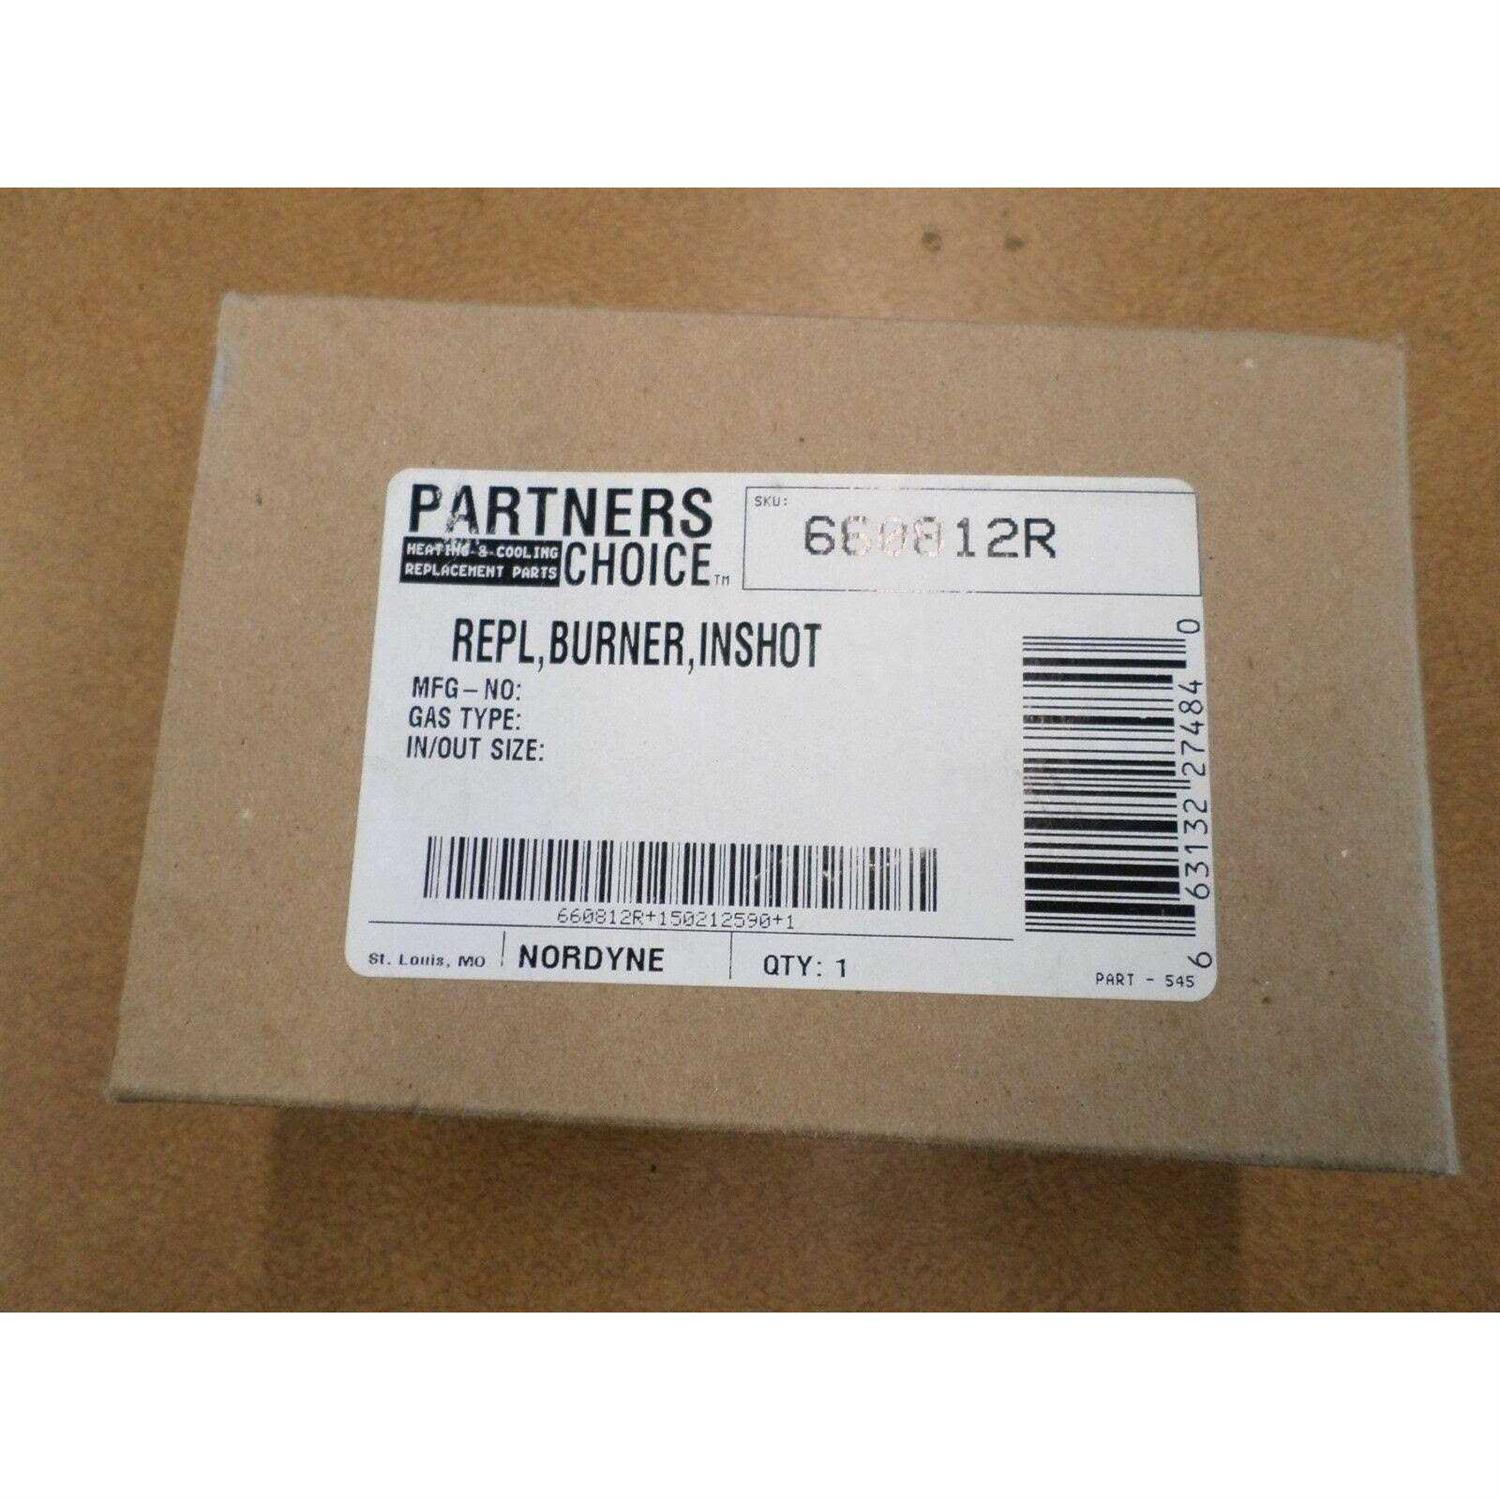 PARTNERS
HEATING & COOLING
REPLACEMENT PARTS
CHOICE TM
SKU:
660812R
REPL,BURNER,INSHOT
MFG-NO:
GAS TYPE:
IN/OUT SIZE:
660812R+150212590+1
6 63132 27484 0
St. Louis, MO
NORDYNE
QTY: 1
PART - 545